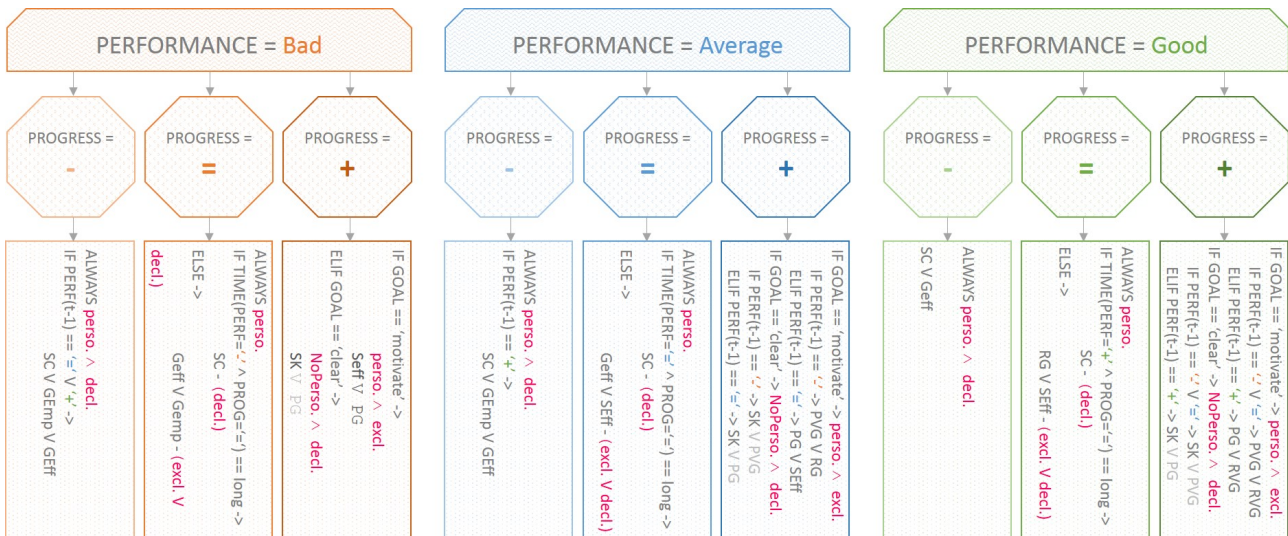 PERFORMANCE = Bad
PROGRESS =
-
PROGRESS =
=
PROGRESS =
+
ALWAYS perso. ^ decl.
IF PERF(t-1) == '=' V '+' ->
SC V GEmp V GEff
ALWAYS perso.
IF TIME(PERF='-' ^ PROG='=') == long ->
SC - (decl.)
ELSE ->
Geff V Gemp - (excl. V
decl.)
IF GOAL == 'motivate' ->
perso. ^ excl.
Seff V PG
ELIF GOAL == 'clear' ->
NoPerso. ^ decl.
SK V PG
PERFORMANCE = Average
PROGRESS =
-
PROGRESS =
=
PROGRESS =
+
ALWAYS perso. ^ decl.
IF PERF(t-1) == '+' ->
SC V GEmp V GEff
ALWAYS perso.
IF TIME(PERF='=' ^ PROG='=') == long ->
SC - (decl.)
ELSE ->
Geff V SEff - (excl. V decl.)
IF GOAL == 'motivate' -> perso. ^ excl.
IF PERF(t-1) == '-' -> PVG V RG
ELIF PERF(t-1) == '=' -> PG V SEff
IF GOAL == 'clear' -> NoPerso. ^ decl.
IF PERF(t-1) == '-' -> SK V PVG
ELIF PERF(t-1) == '=' -> SK V PG
PERFORMANCE = Good
PROGRESS =
-
PROGRESS =
=
PROGRESS =
+
ALWAYS perso. ^ decl.
SC V Geff
ALWAYS perso.
IF TIME(PERF='+' ^ PROG='=') == long ->
SC - (decl.)
ELSE ->
RG V SEff - (excl. V decl.)
IF GOAL == 'motivate' -> perso. ^ excl.
IF PERF(t-1) == '-' V '=' -> PVG V RVG
ELIF PERF(t-1) == '+' -> PG V RVG
IF GOAL == 'clear' -> NoPerso. ^ decl.
IF PERF(t-1) == '-' V '=' -> SK V PVG
ELIF PERF(t-1) == '+' -> SK V PG